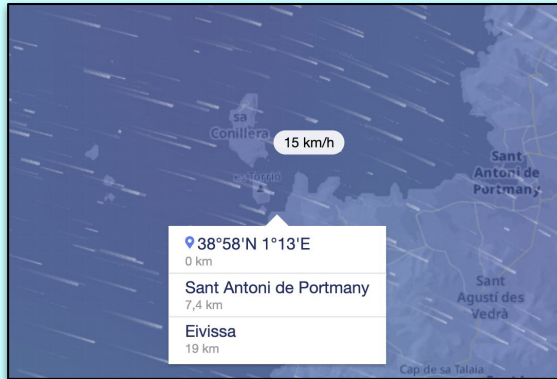 sa
Conillera
15 km/h
Sant
Antoni de
Portmany
38°58'N 1°13'E
0 km
Sant Antoni de Portmany
7,4 km
Eivissa
19 km
Sant
Agustí des
Vedrà
Cap de sa Talaia